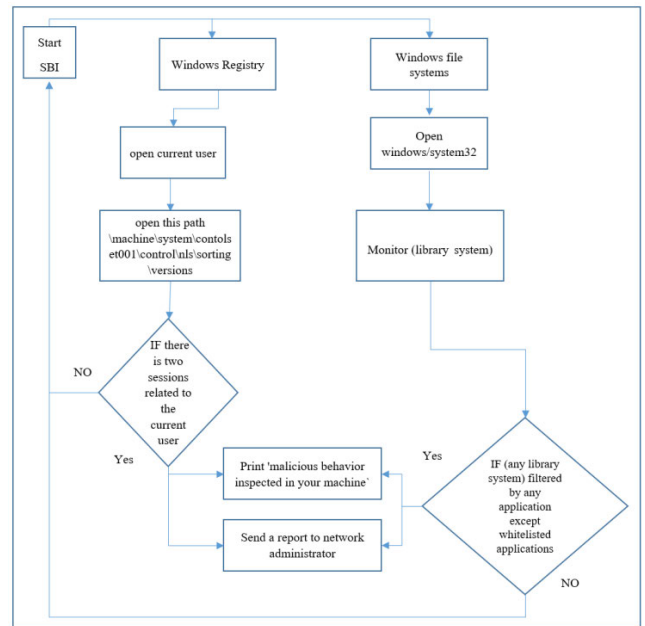 Start
SBI
Windows Registry
Windows file
systems
open current user
Open
windows/system32
open this path
\machine\system\contols
et001\control\nls\sorting
\versions
Monitor (library system)
IF there
is two
sessions
related to
the
current
user
NO
Yes
Print 'malicious behavior
inspected in your machine`
Send a report to network
administrator
Yes
IF (any library
system) filtered
by any
application
except
whitelisted
applications
NO